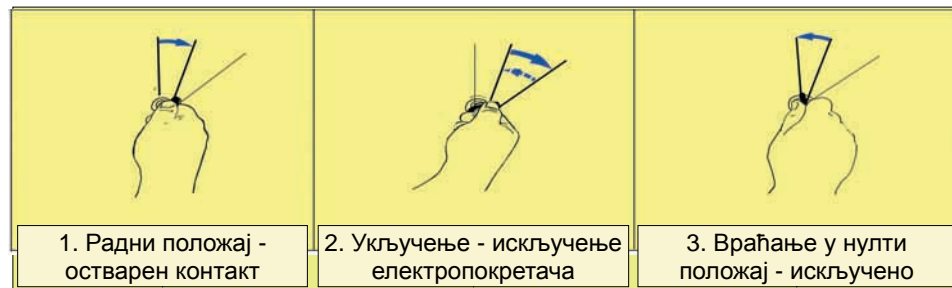 1. Радни положај -
остварен контакт
2. Укључење - искључење
електропокретача
3. Враћање у нулти
положај - искључено